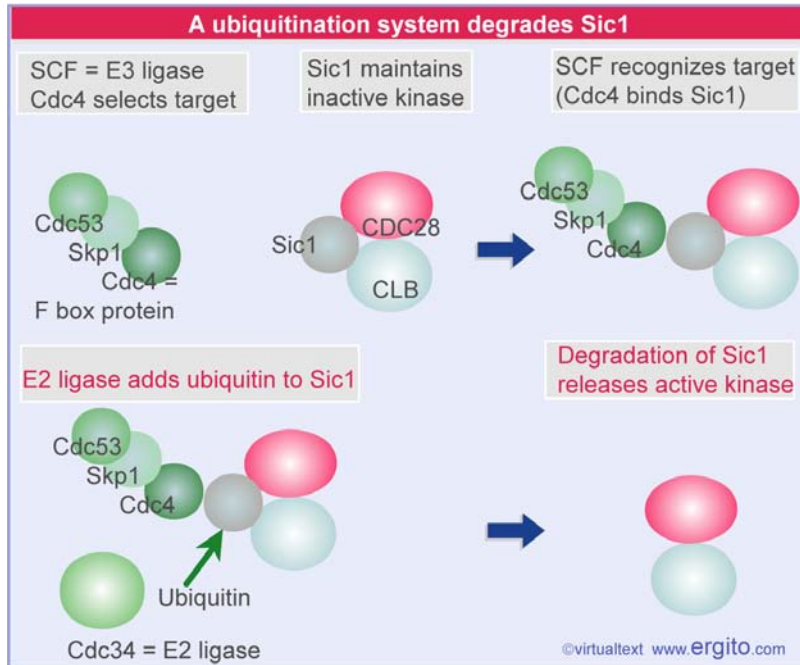 A ubiquitination system degrades Sic1
SCF = E3 ligase
Cdc4 selects target
Sic1 maintains
inactive kinase
SCF recognizes target
(Cdc4 binds Sic1)
Cdc53
Skp1
Cdc4 =
F box protein
Sic1
CDC28
CLB
Cdc53
Skp1
Cdc4
E2 ligase adds ubiquitin to Sic1
Degradation of Sic1
releases active kinase
Cdc53
Skp1
Cdc4
Ubiquitin
Cdc34 = E2 ligase
©virtualtext www.ergito.com